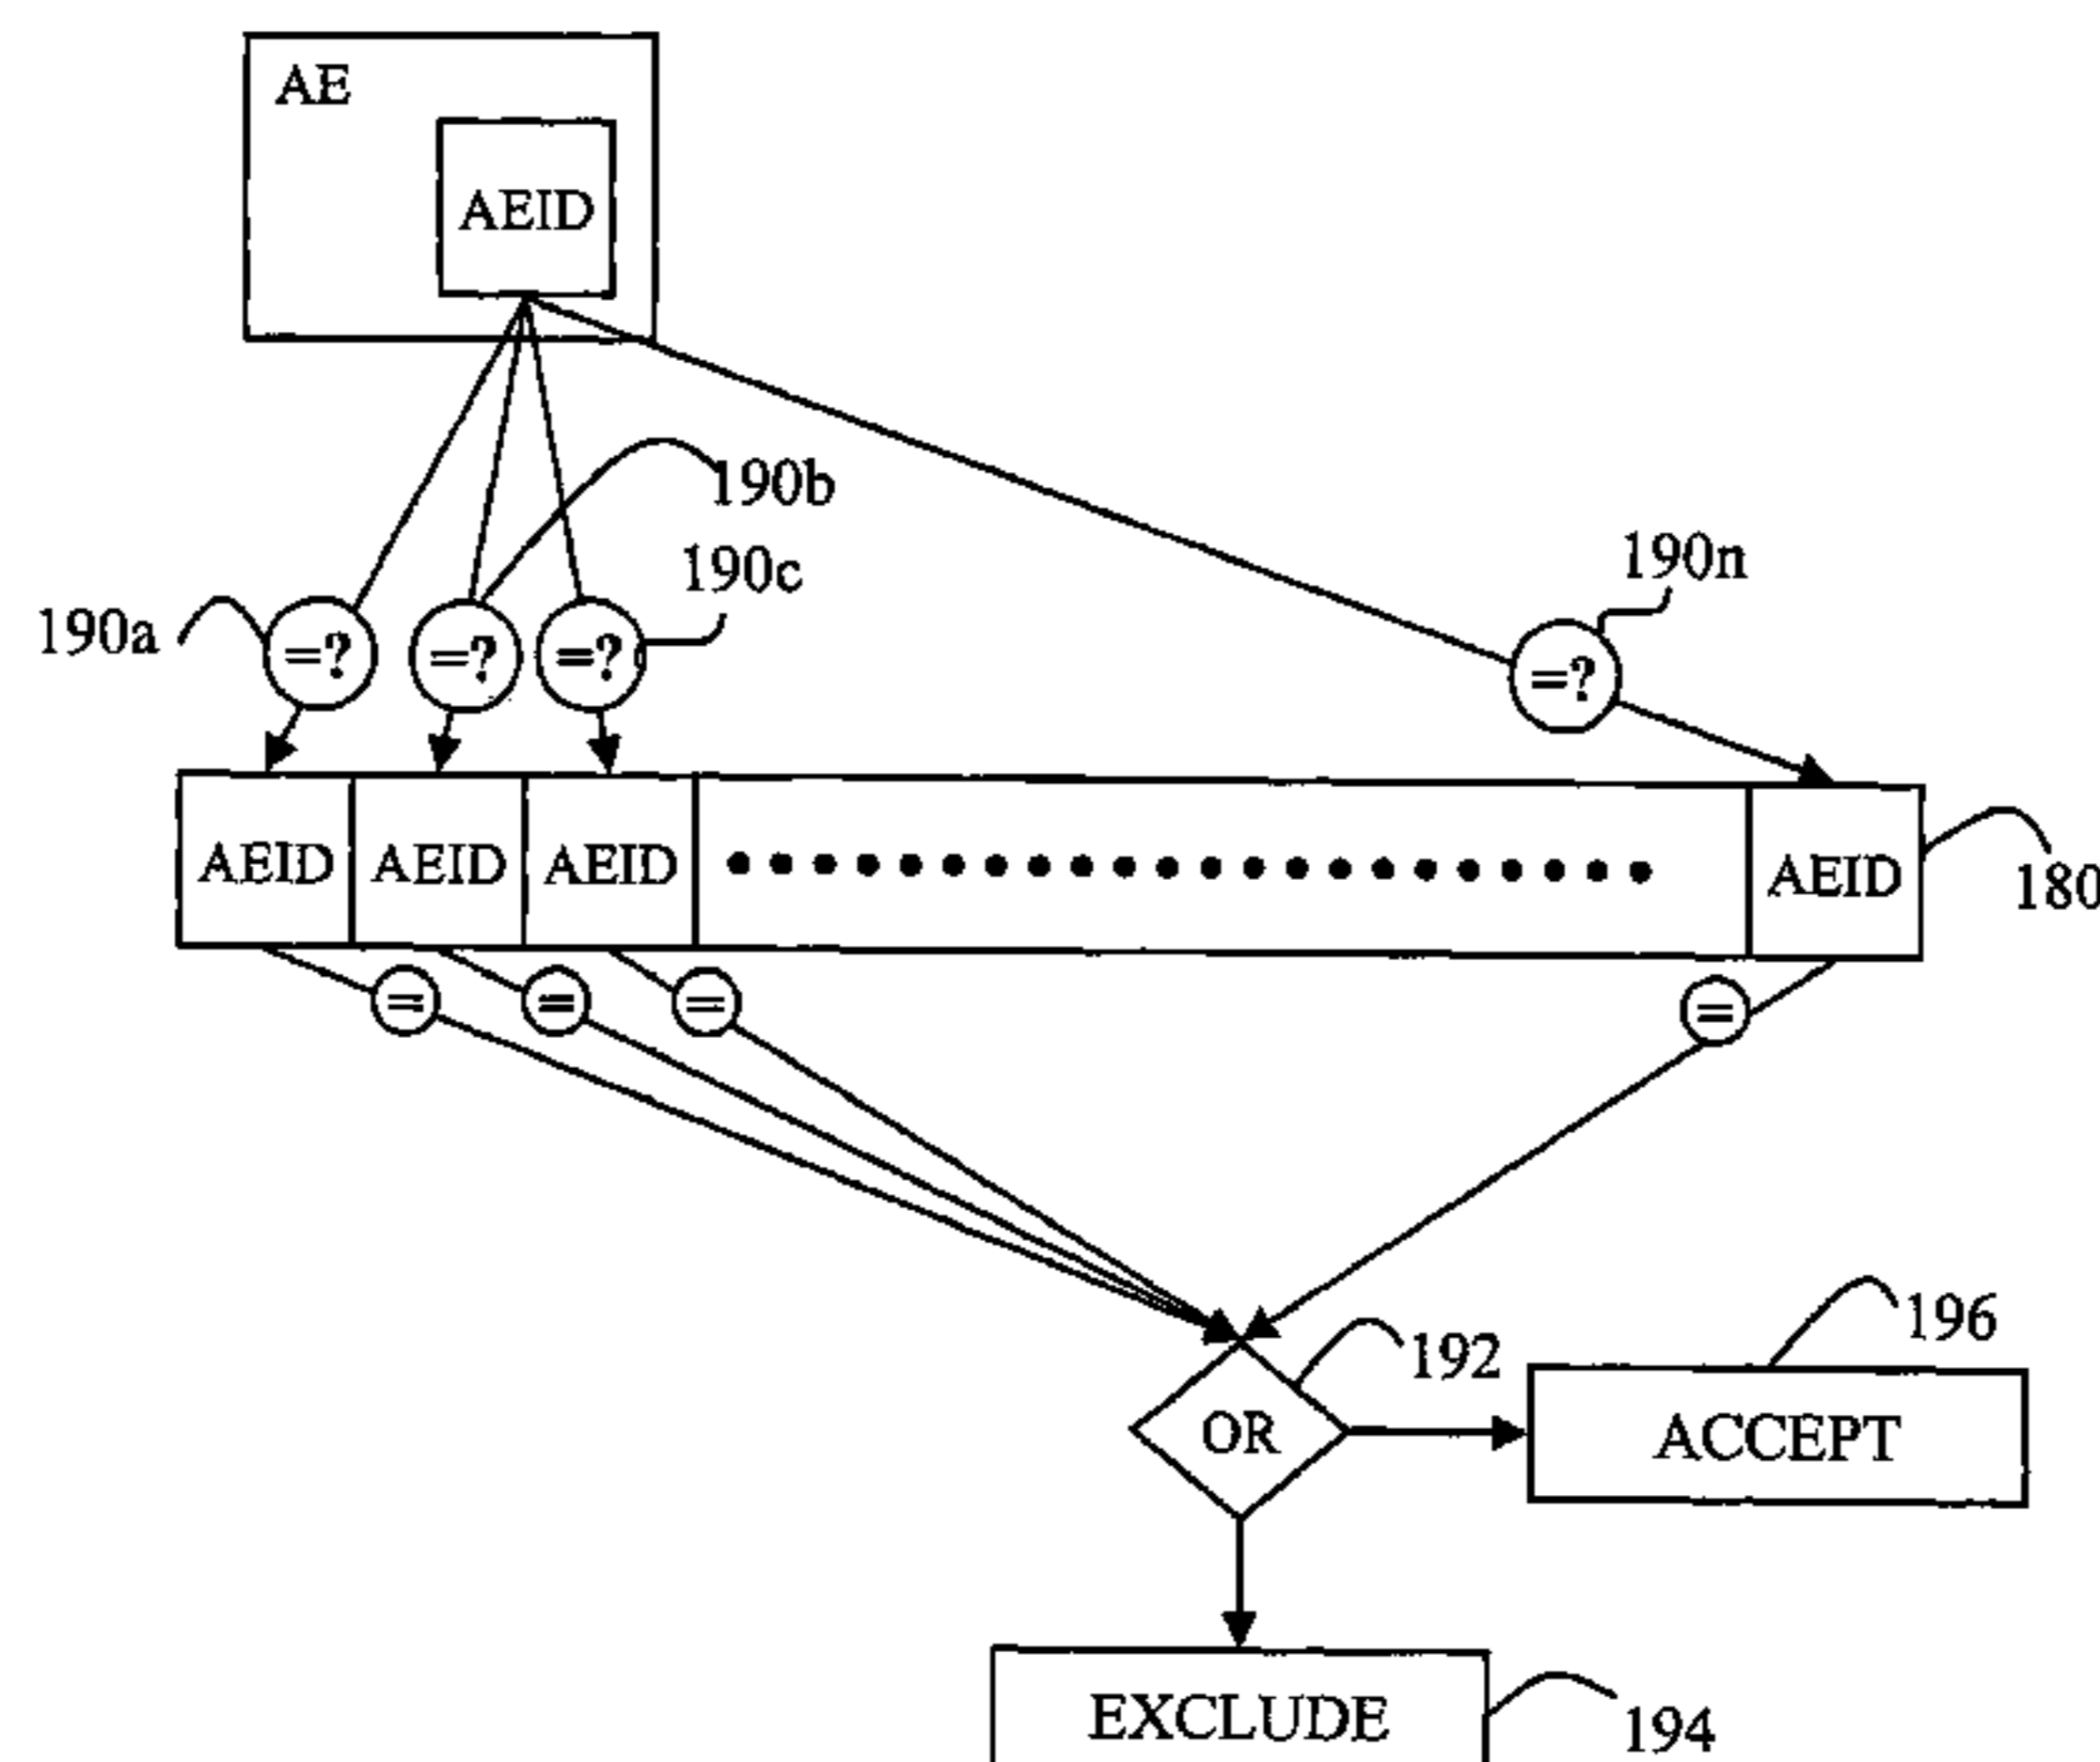 AE
AEID
190b
190c
190n
190a
=?
=?
=?
=?
AEID
AEID
AEID
AEID
180
=
=
=
=
192
196
OR
ACCEPT
EXCLUDE
194